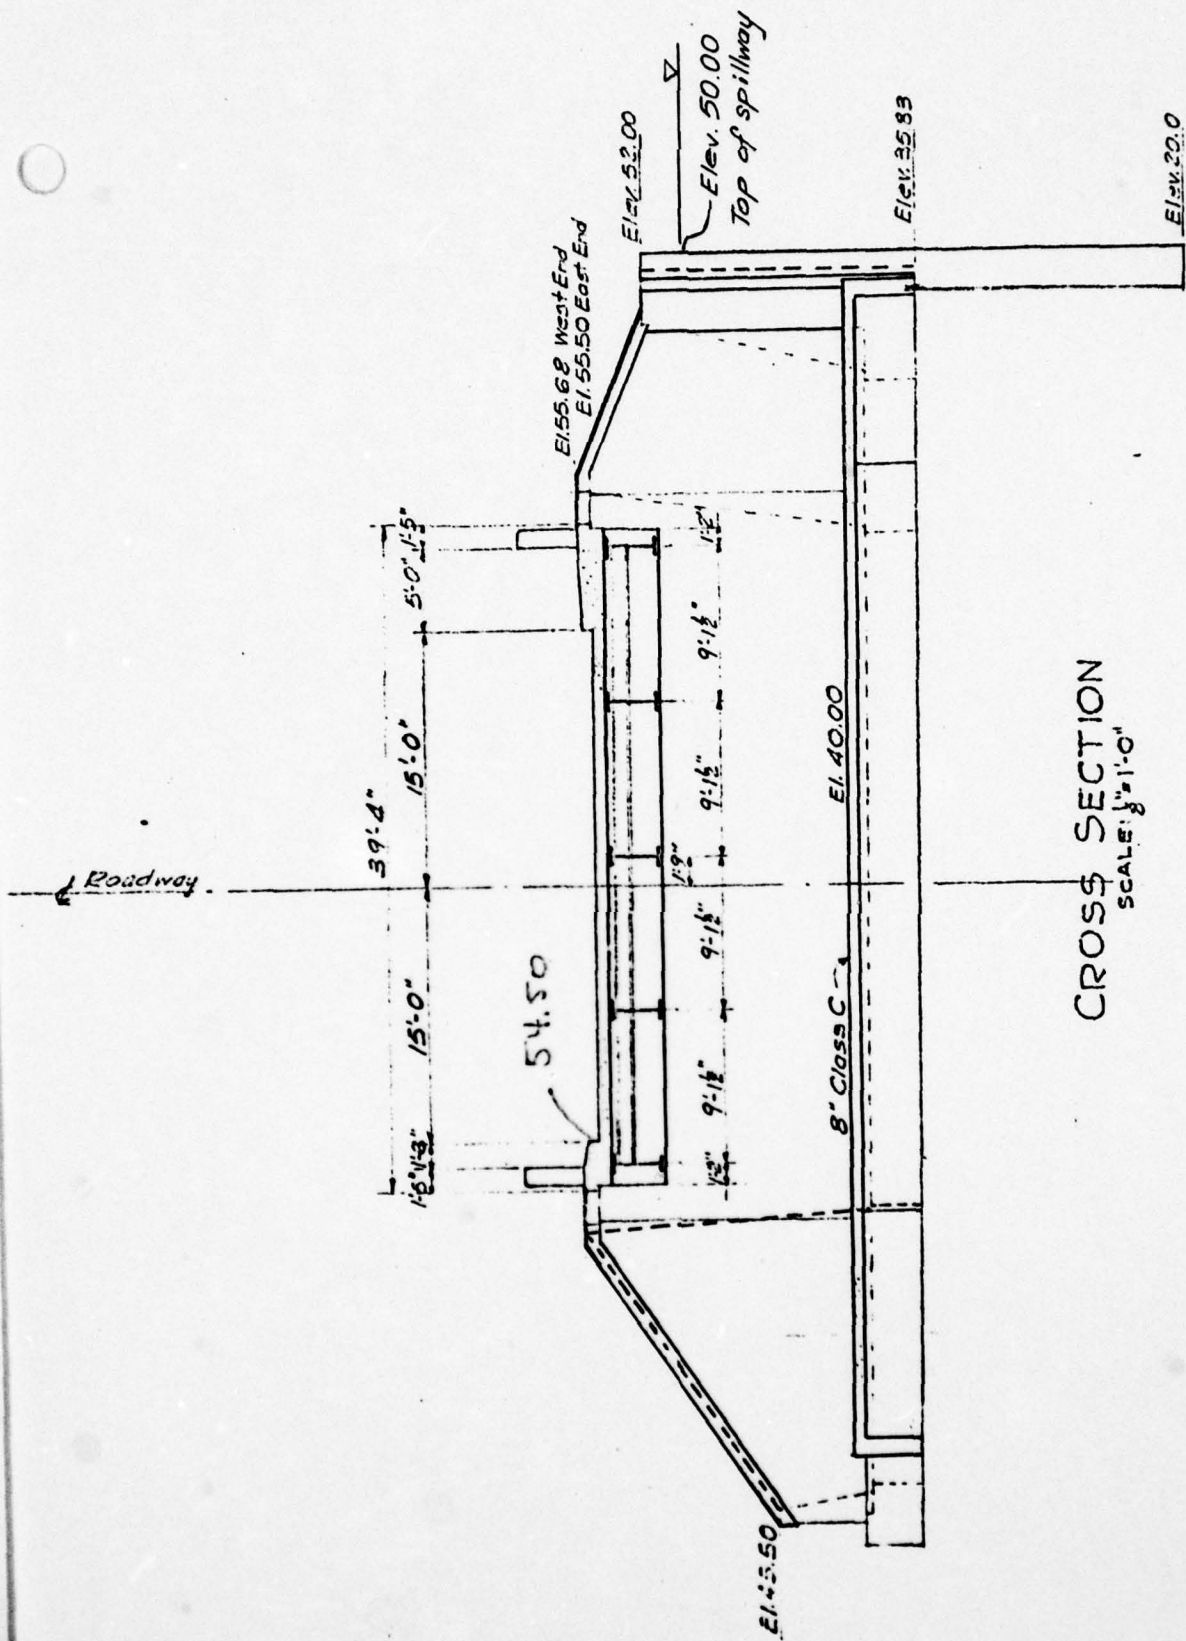 Roadway
39'-4"
1'-3"
15'-0"
15'-0"
5'-0"
1'-5"
54.50
El.55.68 West End
El.55.50 East End
Elev. 52.00
Elev. 50.00
Top of spillway
1'-2"
9'-1½"
9'-1½"
1'-9"
9'-1½"
9'-1½"
1'-2"
8" Class C
El. 40.00
Elev. 35.83
El. 45.50
Elev. 20.0
CROSS SECTION
SCALE: ⅛"=1'-0"